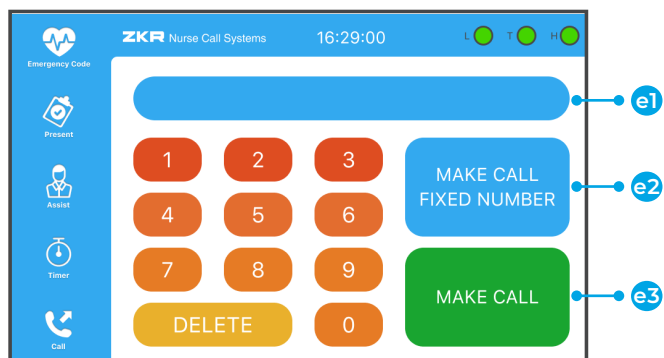 ZKR Nurse Call Systems 16:29:00 L T H
Emergency Code
Present
Assist
Timer
Call
e1
1 2 3
4 5 6
7 8 9
DELETE 0
MAKE CALL
FIXED NUMBER
e2
MAKE CALL
e3